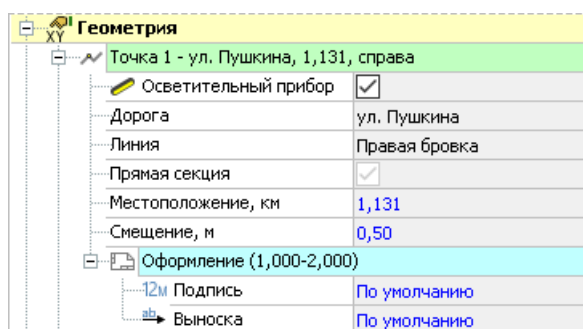 XY Геометрия
Точка 1 - ул. Пушкина, 1,131, справа
Осветительный прибор
Дорога ул. Пушкина
Линия Правая бровка
Прямая секция
Местоположение, км 1,131
Смещение, м 0,50
Оформление (1,000-2,000)
12м Подпись По умолчанию
ab Выноска По умолчанию